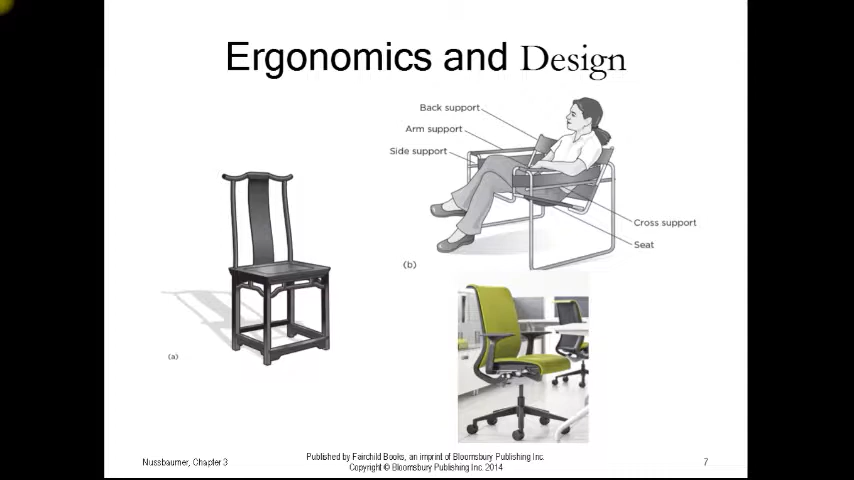 Ergonomics and Design
Back support
Arm support
Side support
Cross support
Seat
(b)
(a)
Nussbaumer, Chapter 3
Published by Fairchild Books, an imprint of Bloomsbury Publishing Inc.
Copyright © Bloomsbury Publishing Inc. 2014
7